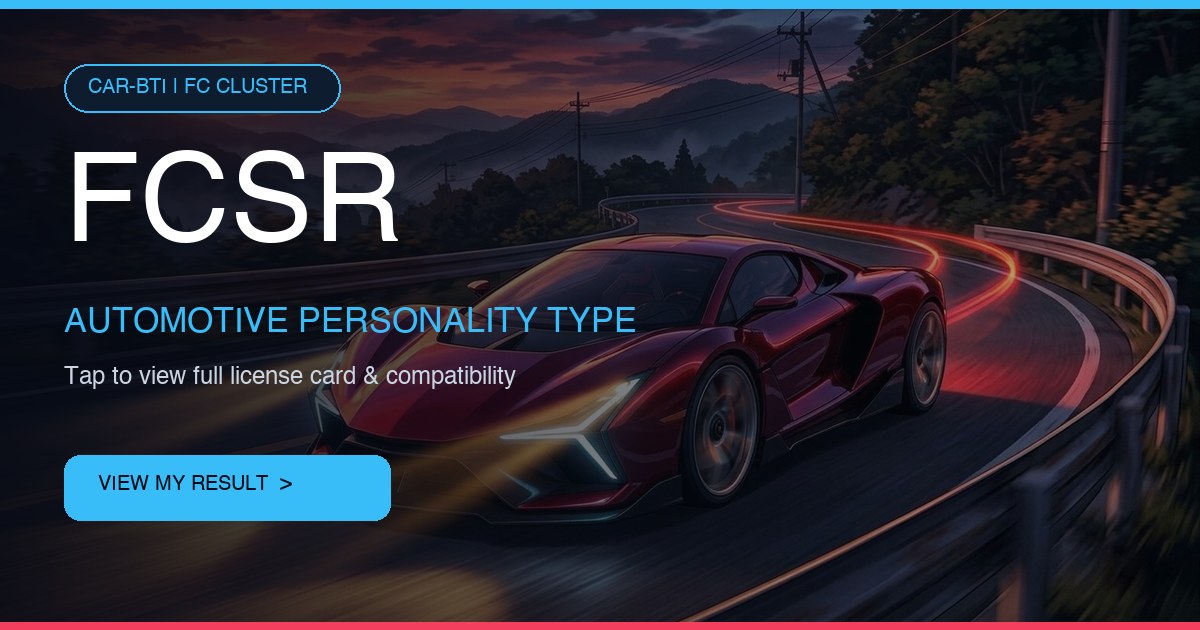 CAR-BTI | FC CLUSTER
FCSR
AUTOMOTIVE PERSONALITY TYPE
Tap to view full license card & compatibility
VIEW MY RESULT >